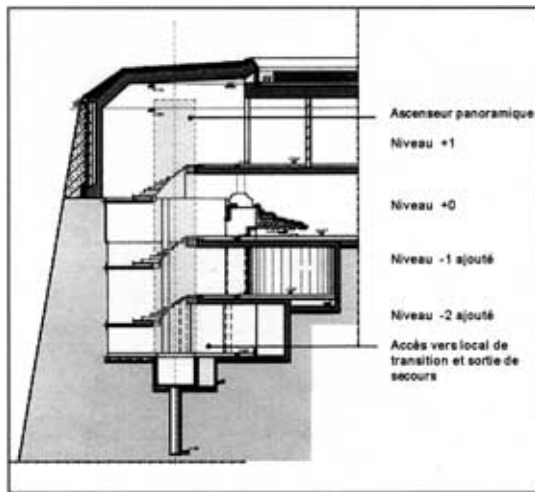 Ascenseur panoramique
Niveau +1
Niveau +0
Niveau -1 ajouté
Niveau -2 ajouté
Accès vers local de
transition et sortie de
secours